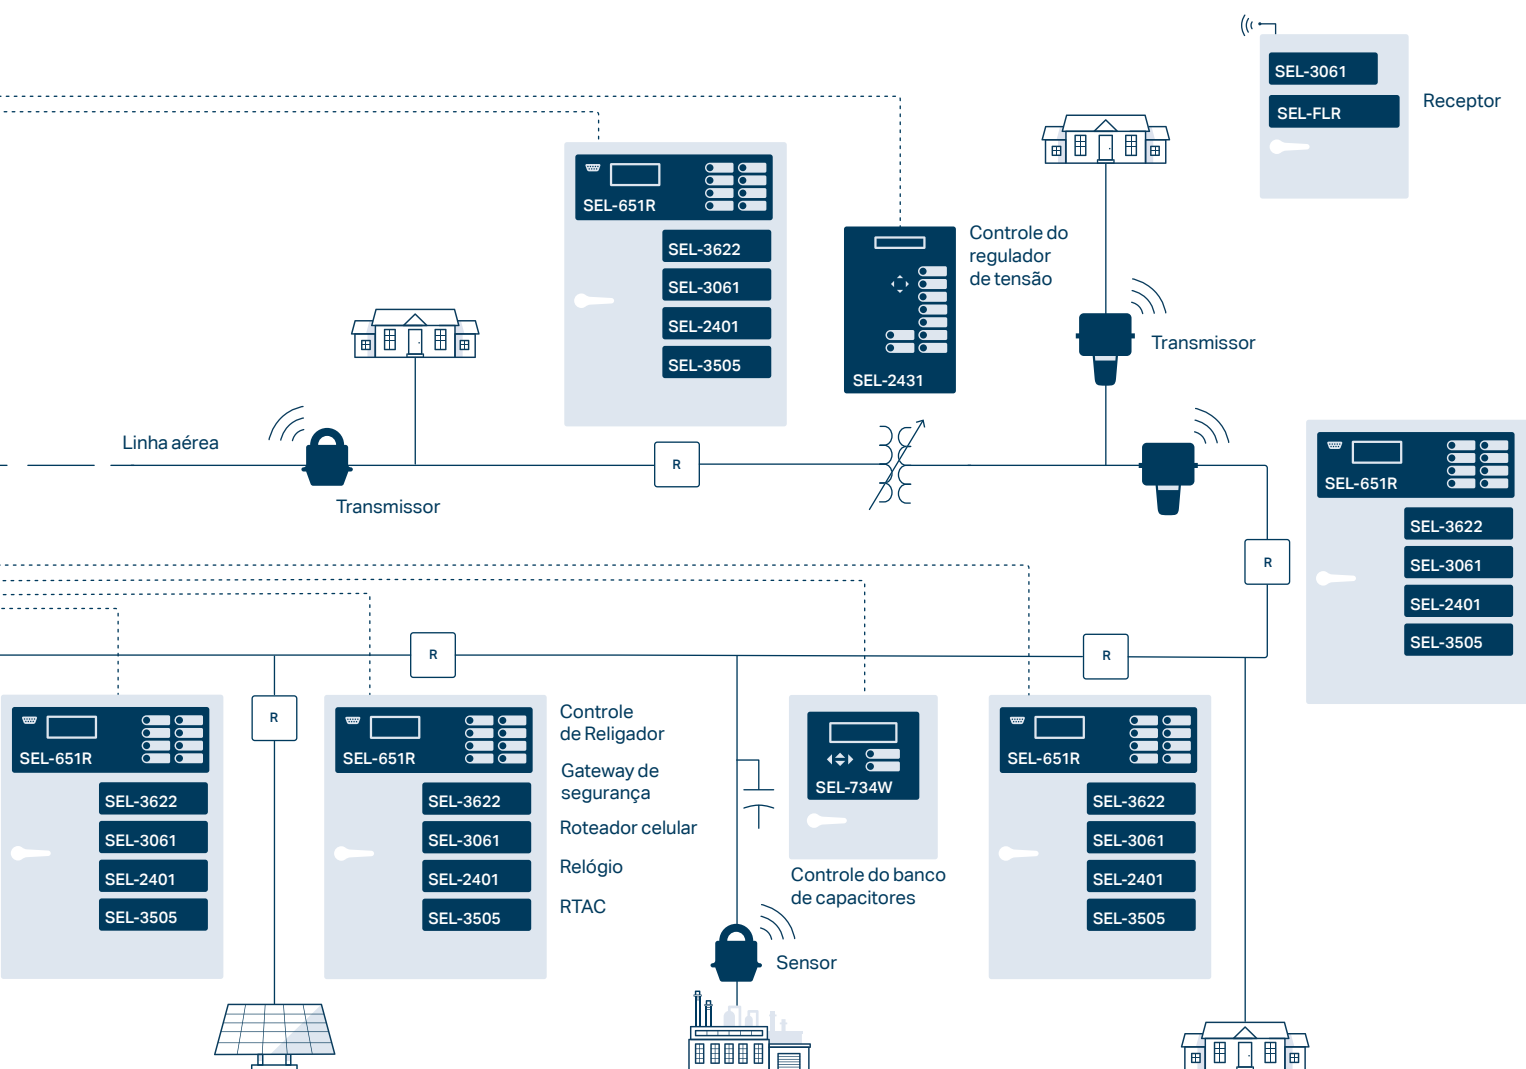 SEL-3061
SEL-FLR
Receptor
SEL-651R
SEL-3622
SEL-3061
SEL-2401
SEL-3505
SEL-2431
Controle do
regulador
de tensão
Transmissor
Linha aérea
Transmissor
R
R
SEL-651R
SEL-3622
SEL-3061
SEL-2401
SEL-3505
R
R
R
SEL-651R
SEL-3622
SEL-3061
SEL-2401
SEL-3505
SEL-651R
SEL-3622
SEL-3061
SEL-2401
SEL-3505
Controle
de Religador
Gateway de
segurança
Roteador celular
Relógio
RTAC
SEL-734W
Controle do banco
de capacitores
Sensor
SEL-651R
SEL-3622
SEL-3061
SEL-2401
SEL-3505